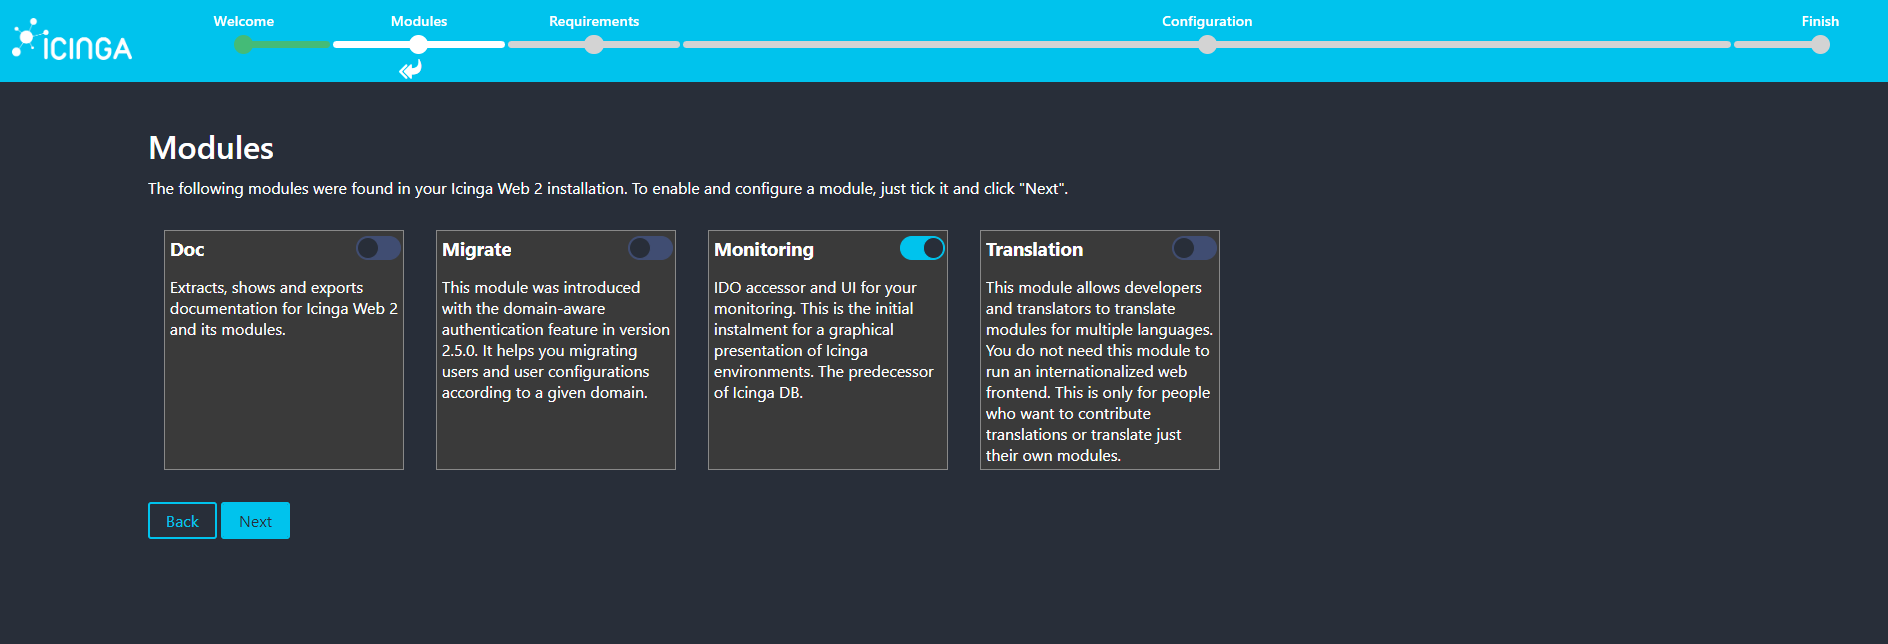 Welcome
Modules
Requirements
Configuration
Finish
ICINGA
Modules
The following modules were found in your Icinga Web 2 installation. To enable and configure a module, just tick it and click "Next".
Doc
Extracts, shows and exports
documentation for Icinga Web 2
and its modules.
Migrate
This module was introduced
with the domain-aware
authentication feature in version
2.5.0. It helps you migrating
users and user configurations
according to a given domain.
Monitoring
IDO accessor and UI for your
monitoring. This is the initial
instalment for a graphical
presentation of Icinga
environments. The predecessor
of Icinga DB.
Translation
This module allows developers
and translators to translate
modules for multiple languages.
You do not need this module to
run an internationalized web
frontend. This is only for people
who want to contribute
translations or translate just
their own modules.
Back
Next